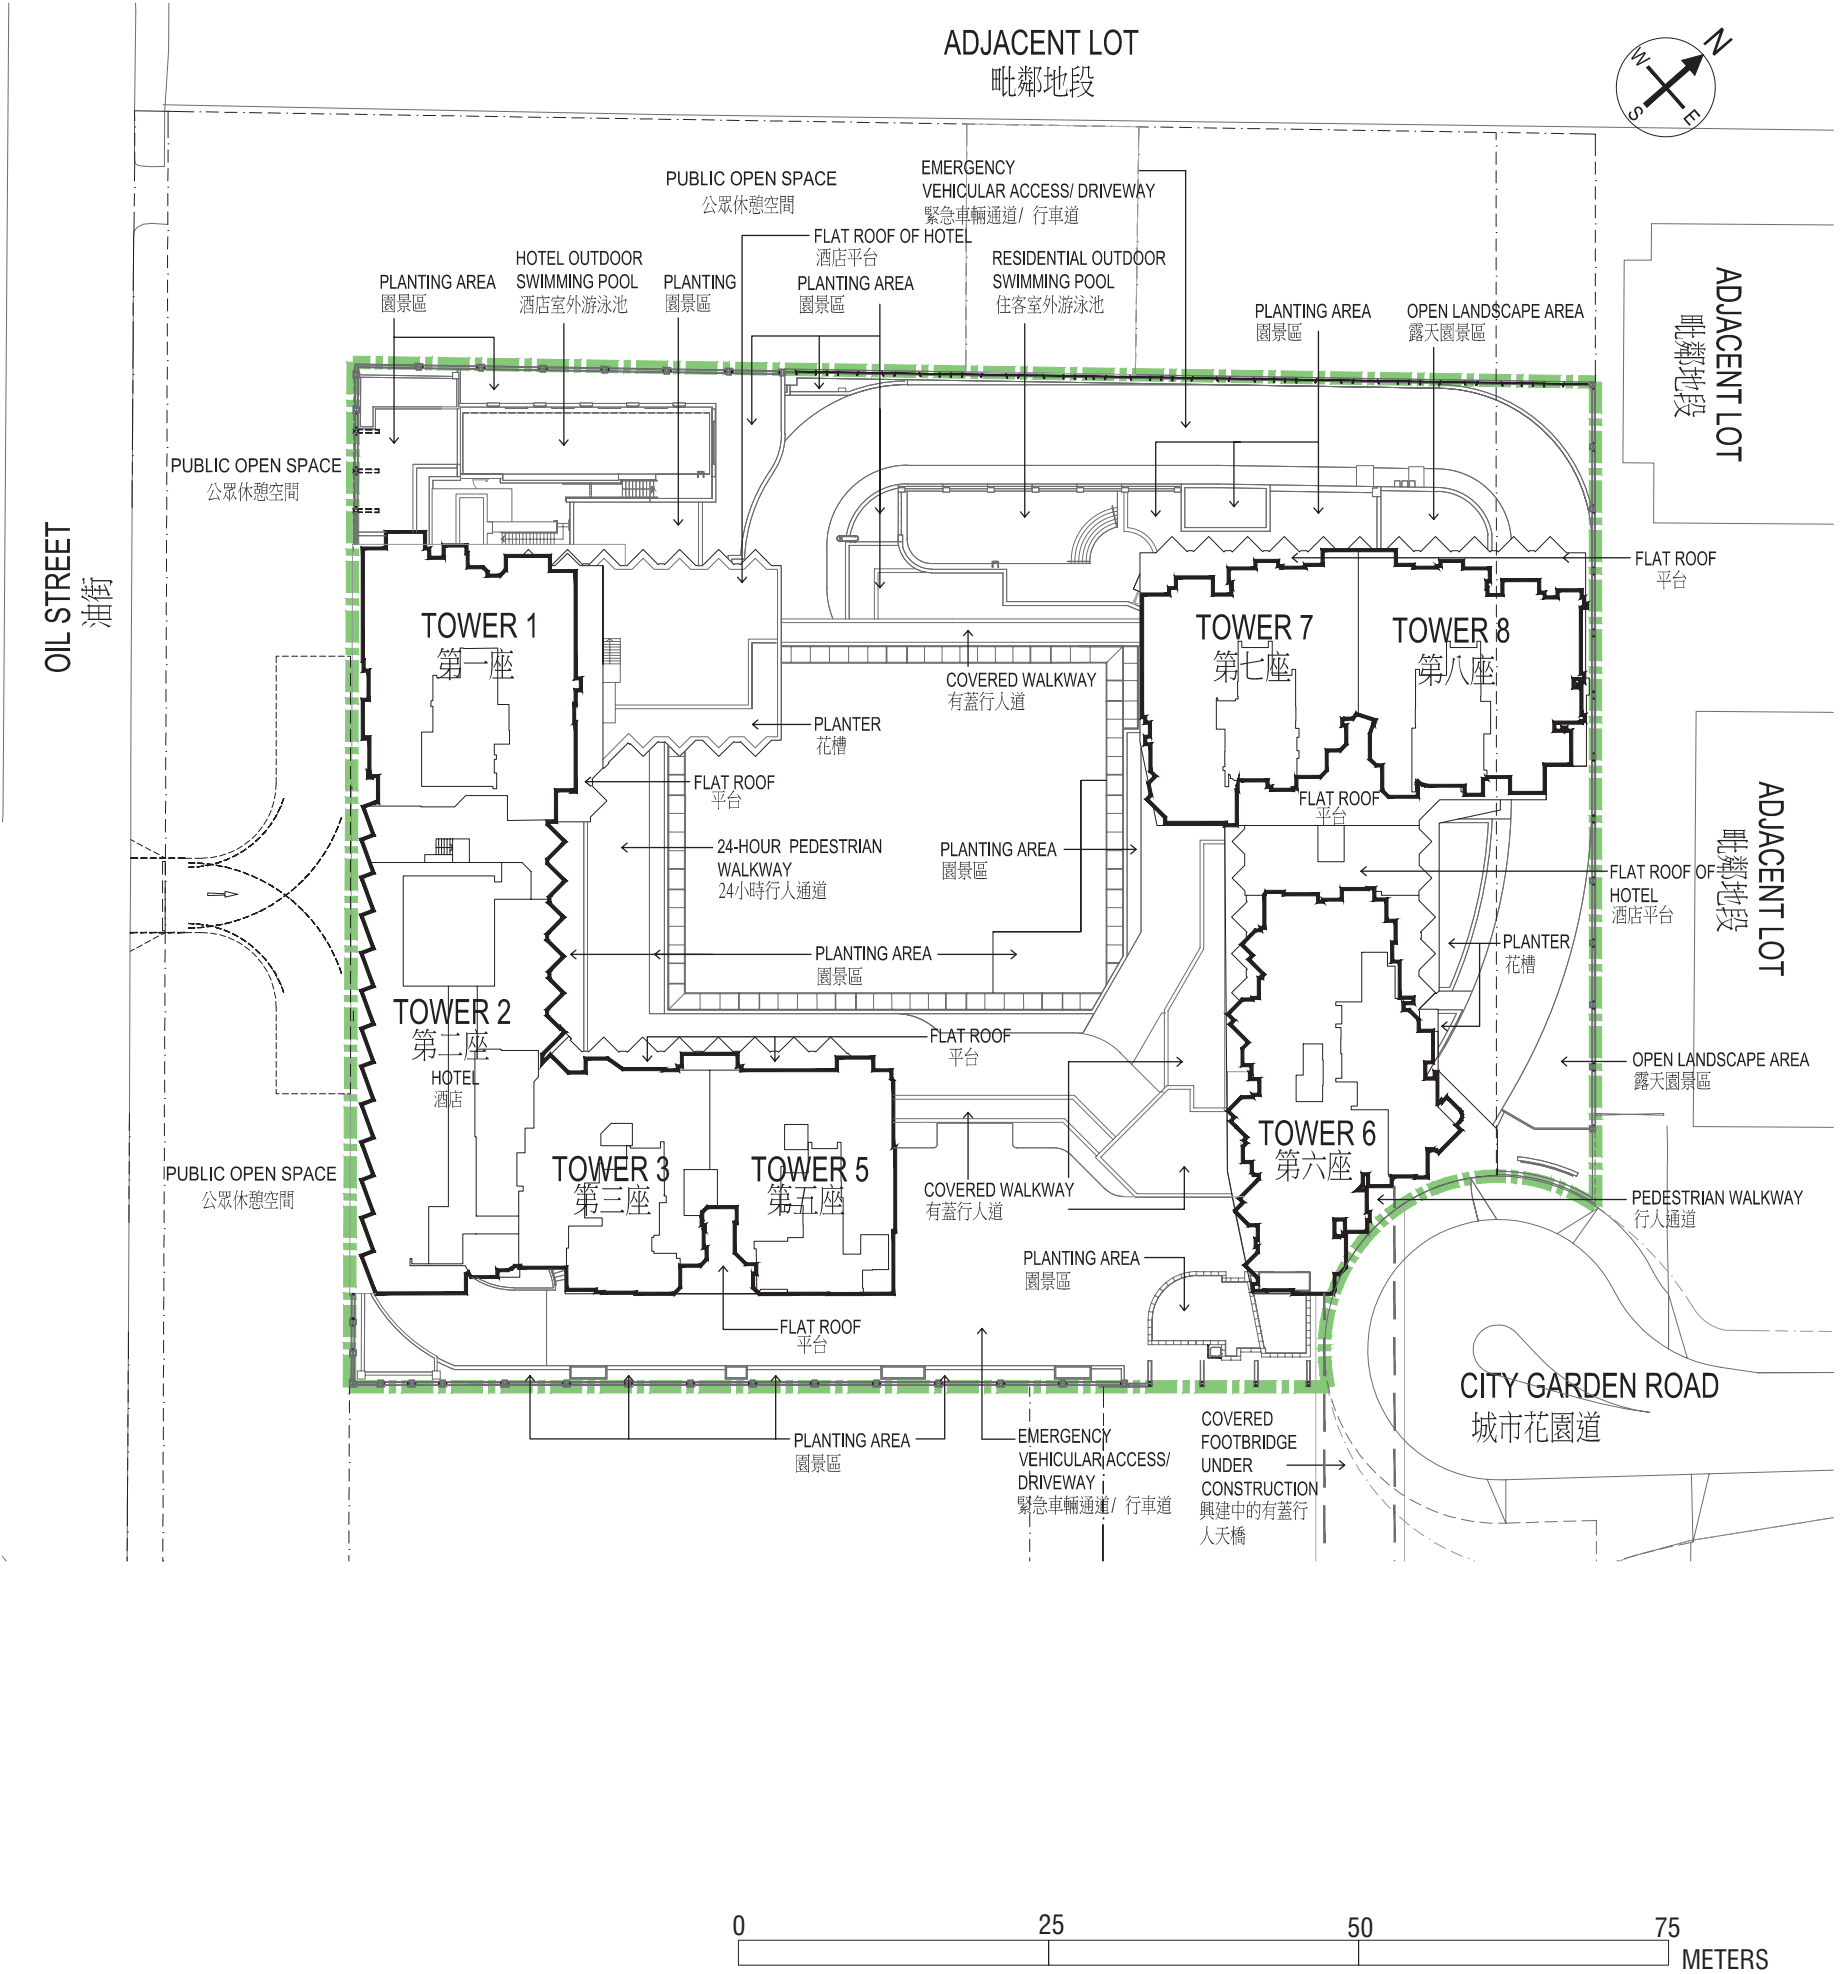 ADJACENT LOT
毗鄰地段
N
W
S
E
PUBLIC OPEN SPACE
公眾休憩空間
EMERGENCY
VEHICULAR ACCESS/ DRIVEWAY
緊急車輛通道/ 行車道
FLAT ROOF OF HOTEL
酒店平台
HOTEL OUTDOOR
SWIMMING POOL
酒店室外游泳池
RESIDENTIAL OUTDOOR
SWIMMING POOL
住客室外游泳池
PLANTING AREA
園景區
PLANTING
園景區
PLANTING AREA
園景區
PLANTING AREA
園景區
OPEN LANDSCAPE AREA
露天園景區
ADJACENT LOT
毗鄰地段
PUBLIC OPEN SPACE
公眾休憩空間
OIL STREET
油街
FLAT ROOF
平台
TOWER 1
第一座
TOWER 7
第七座
TOWER 8
第八座
COVERED WALKWAY
有蓋行人道
PLANTER
花槽
FLAT ROOF
平台
FLAT ROOF
平台
24-HOUR PEDESTRIAN
WALKWAY
24小時行人通道
PLANTING AREA
園景區
FLAT ROOF OF
HOTEL
酒店平台
ADJACENT LOT
毗鄰地段
PLANTING AREA
園景區
PLANTER
花槽
TOWER 2
第二座
HOTEL
酒店
FLAT ROOF
平台
OPEN LANDSCAPE AREA
露天園景區
TOWER 6
第六座
PUBLIC OPEN SPACE
公眾休憩空間
TOWER 3
第三座
TOWER 5
第五座
COVERED WALKWAY
有蓋行人道
PEDESTRIAN WALKWAY
行人通道
PLANTING AREA
園景區
FLAT ROOF
平台
CITY GARDEN ROAD
城市花園道
PLANTING AREA
園景區
EMERGENCY
VEHICULAR ACCESS/
DRIVEWAY
緊急車輛通道/ 行車道
COVERED
FOOTBRIDGE
UNDER
CONSTRUCTION
興建中的有蓋行
人天橋
0 25 50 75
METERS